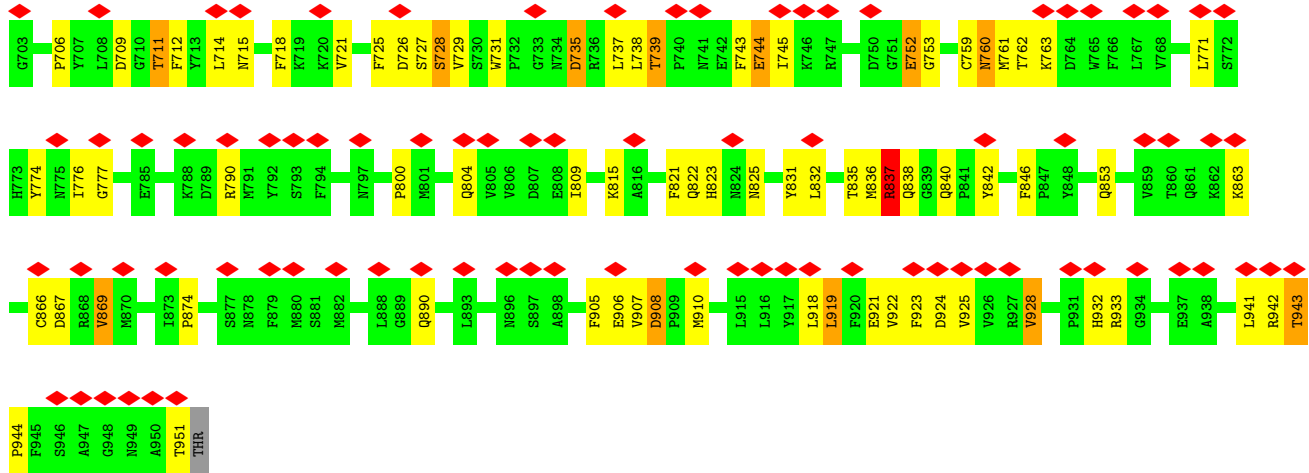 G703 P706 Y707 L708 D709 G710 T711 F712 Y713 L714 N715 F718 K719 K720 V721 F725 D726 S727 S728 V729 S730 W731 P732 G733 N734 D735 R736 L737 L738 T739 P740 N741 E742 F743 E744 I745 K746 R747 D750 G751 E752 G753 C759 N760 M761 T762 K763 D764 W765 F766 L767 V768 L771 S772
H773 Y774 N775 I776 G777 E785 K788 D789 R790 M791 Y792 S793 F794 N797 P800 M801 Q804 V805 V806 D807 E808 I809 K815 A816 F821 Q822 H823 N824 N825 Y831 L832 T835 M836 R837 Q838 G839 Q840 P841 Y842 F846 P847 Y848 Q853 V859 T860 Q861 K862 K863
C866 D867 R868 V869 M870 I873 P874 S877 N878 F879 M880 S881 M882 L888 G889 Q890 L893 N896 S897 A898 F905 E906 V907 D908 P909 M910 L915 L916 Y917 L918 L919 F920 E921 V922 F923 D924 V925 V926 R927 V928 P931 H932 R933 G934 E937 A938 L941 R942 T943
P944 F945 S946 A947 G948 N949 A950 T951 THR